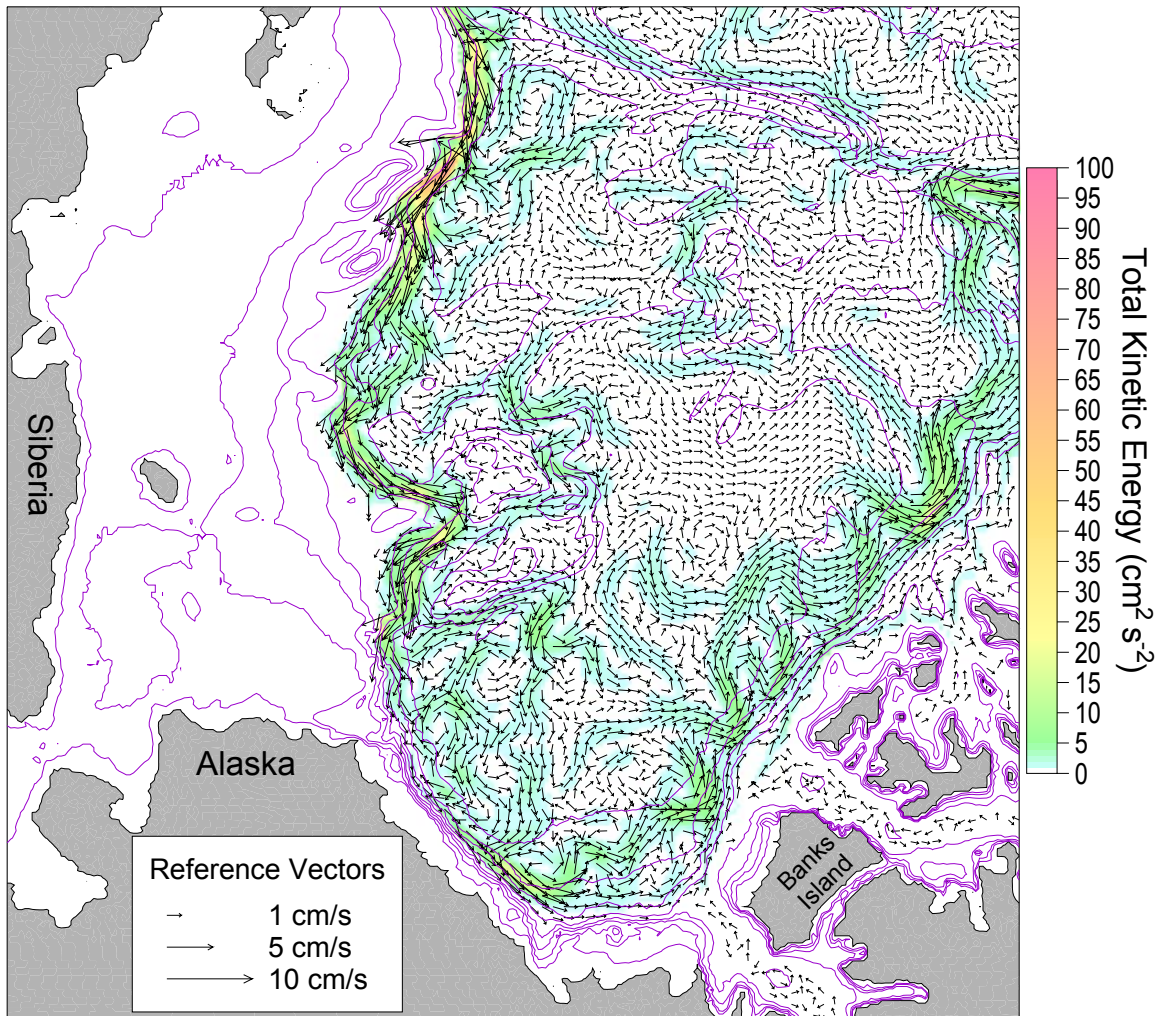 Siberia
Alaska
Banks
Island
Reference Vectors
1 cm/s
5 cm/s
10 cm/s
100
95
90
85
80
75
70
65
60
55
50
45
40
35
30
25
20
15
10
5
0
Total Kinetic Energy (cm² s⁻²)